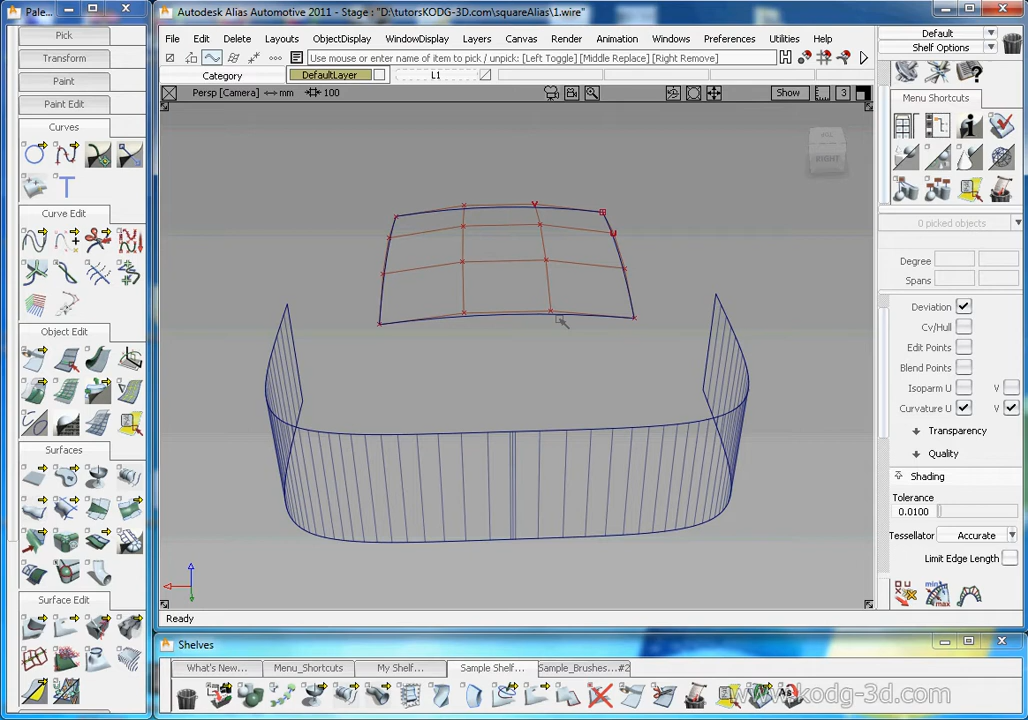 Pale...
Autodesk Alias Automotive 2011 - Stage : "D:\tutorsKODG-3D.com\squareAlias\1.wire"
Pick
Transform
Paint
Paint Edit
Curves
Curve Edit
Object Edit
Surfaces
Surface Edit
File Edit Delete Layouts ObjectDisplay WindowDisplay Layers Canvas Render Animation Windows Preferences Utilities Help
Use mouse or enter name of item to pick / unpick: [Left Toggle] [Middle Replace] [Right Remove]
Category DefaultLayer L1
Persp [Camera] mm 100 Show 3
RIGHT
V
U
Ready
Default
Shelf Options
Menu Shortcuts
0 picked objects
Degree
Spans
Deviation
Cv/Hull
Edit Points
Blend Points
Isoparm U V
Curvature U V
Transparency
Quality
Shading
Tolerance
0.0100
Tessellator Accurate
Limit Edge Length
Shelves
What's New... Menu_Shortcuts My Shelf... Sample Shelf... Sample_Brushes...#2
www.kodg-3d.com